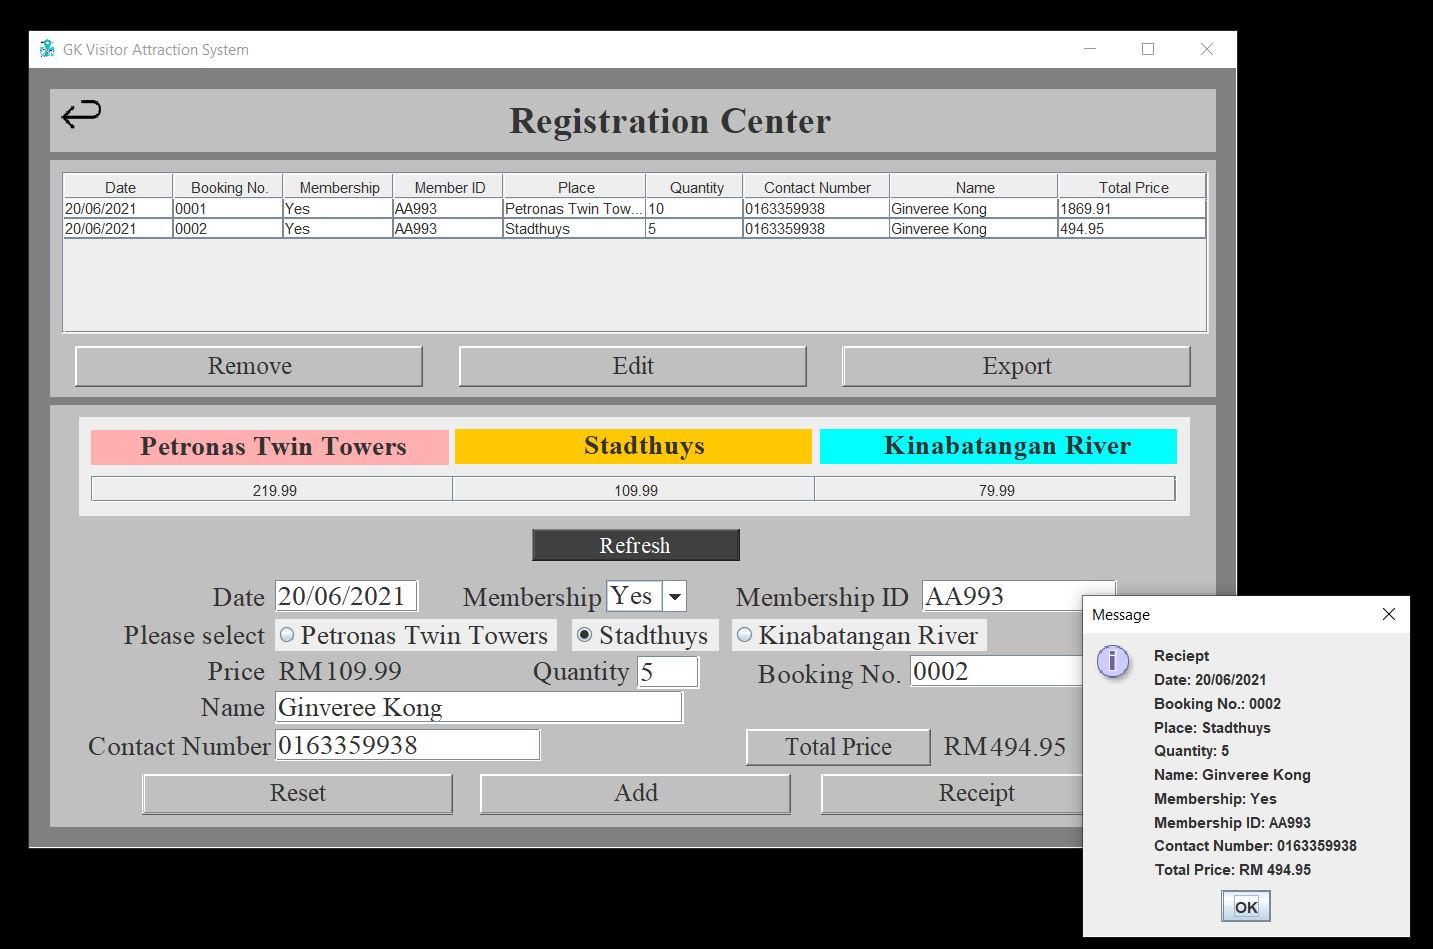 GK Visitor Attraction System
Registration Center
Date Booking No. Membership Member ID Place Quantity Contact Number Name Total Price
20/06/2021 0001 Yes AA993 Petronas Twin Tow... 10 0163359938 Ginveree Kong 1869.91
20/06/2021 0002 Yes AA993 Stadthuys 5 0163359938 Ginveree Kong 494.95
Remove Edit Export
Petronas Twin Towers Stadthuys Kinabatangan River
219.99 109.99 79.99
Refresh
Date 20/06/2021 Membership Yes Membership ID AA993
Please select Petronas Twin Towers Stadthuys Kinabatangan River
Price RM109.99 Quantity 5 Booking No. 0002
Name Ginveree Kong
Contact Number 0163359938 Total Price RM494.95
Reset Add Receipt
Message
Reciept
Date: 20/06/2021
Booking No.: 0002
Place: Stadthuys
Quantity: 5
Name: Ginveree Kong
Membership: Yes
Membership ID: AA993
Contact Number: 0163359938
Total Price: RM 494.95
OK